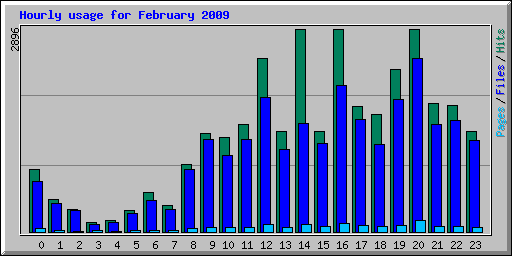 Hourly usage for February 2009
2896
Pages/Files/Hits
0 1 2 3 4 5 6 7 8 9 10 11 12 13 14 15 16 17 18 19 20 21 22 23